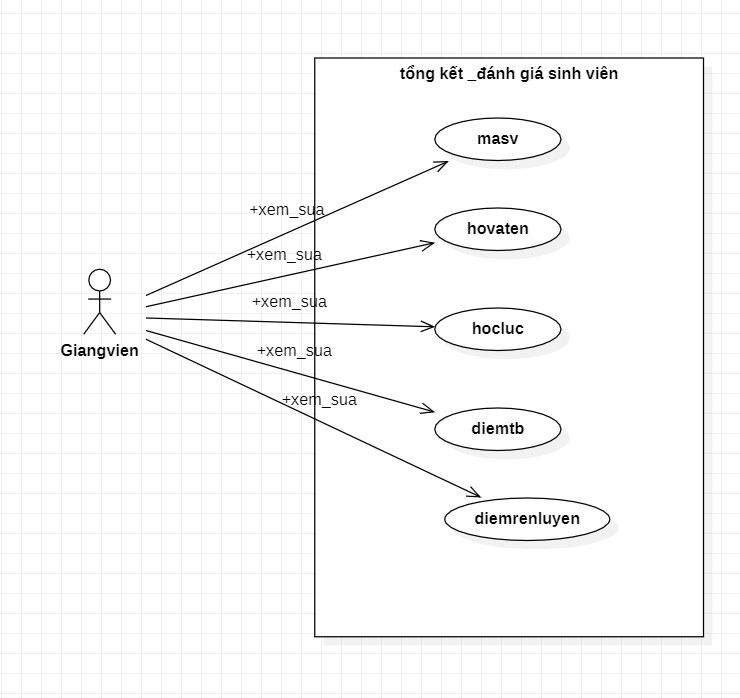 tổng kết _đánh giá sinh viên
masv
+xem_sua
hovaten
+xem_sua
+xem_sua
hocluc
Giangvien
+xem_sua
+xem_sua
diemtb
diemrenluyen